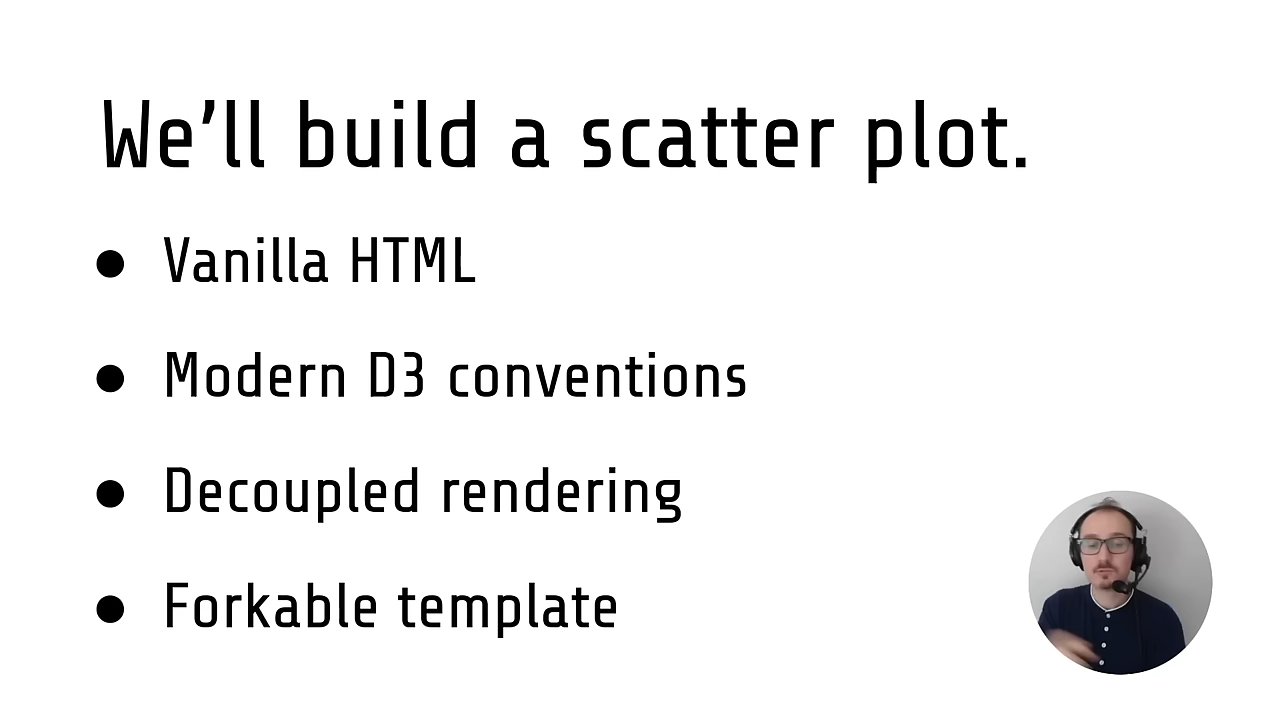 We’ll build a scatter plot.
● Vanilla HTML
● Modern D3 conventions
● Decoupled rendering
● Forkable template